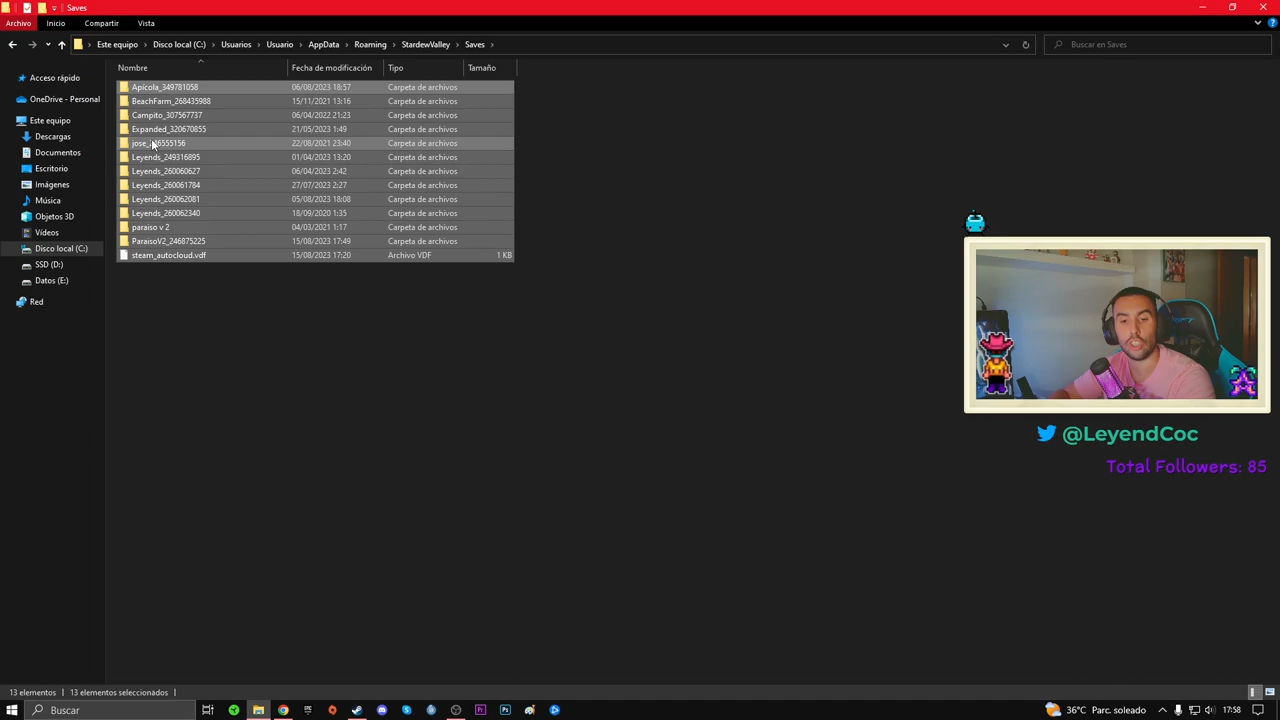 Saves
Archivo Inicio Compartir Vista
Este equipo Disco local (C:) Usuarios Usuario AppData Roaming StardewValley Saves
Buscar en Saves
Nombre Fecha de modificación Tipo Tamaño
Acceso rápido
OneDrive - Personal
Este equipo
Descargas
Documentos
Escritorio
Imágenes
Música
Objetos 3D
Vídeos
Disco local (C:)
SSD (D:)
Datos (E:)
Red
Apícola_349781058 06/08/2023 18:57 Carpeta de archivos
BeachFarm_268435988 15/11/2021 13:16 Carpeta de archivos
Campito_307567737 06/04/2022 21:23 Carpeta de archivos
Expanded_320670855 21/05/2023 1:49 Carpeta de archivos
22/08/2021 23:40 Carpeta de archivos
Leyends_249316895 01/04/2023 13:20 Carpeta de archivos
Leyends_260060627 06/04/2023 2:42 Carpeta de archivos
Leyends_260061784 27/07/2023 2:27 Carpeta de archivos
Leyends_260062081 05/08/2023 18:08 Carpeta de archivos
Leyends_260062340 18/09/2020 1:35 Carpeta de archivos
paraiso v 2 04/03/2021 1:17 Carpeta de archivos
ParaisoV2_246875225 15/08/2023 17:49 Carpeta de archivos
steam_autocloud.vdf 15/08/2023 17:20 Archivo VDF 1 KB
@LeyendCoc
Total Followers: 85
13 elementos 13 elementos seleccionados
Buscar
36°C Parc. soleado 17:58